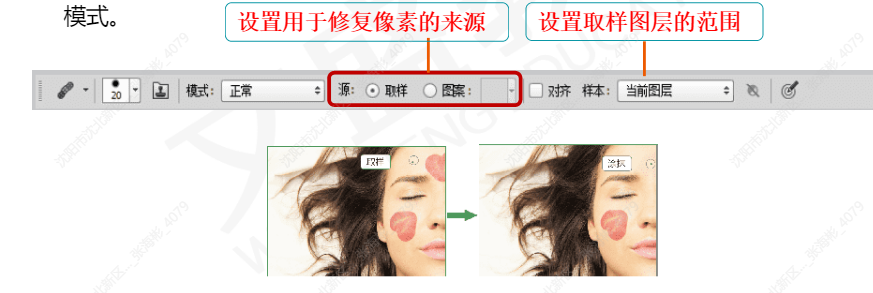 模式。
设置用于修复像素的来源
设置取样图层的范围
20 模式: 正常 源: 取样 图案: 对齐 样本: 当前图层
取样
涂抹